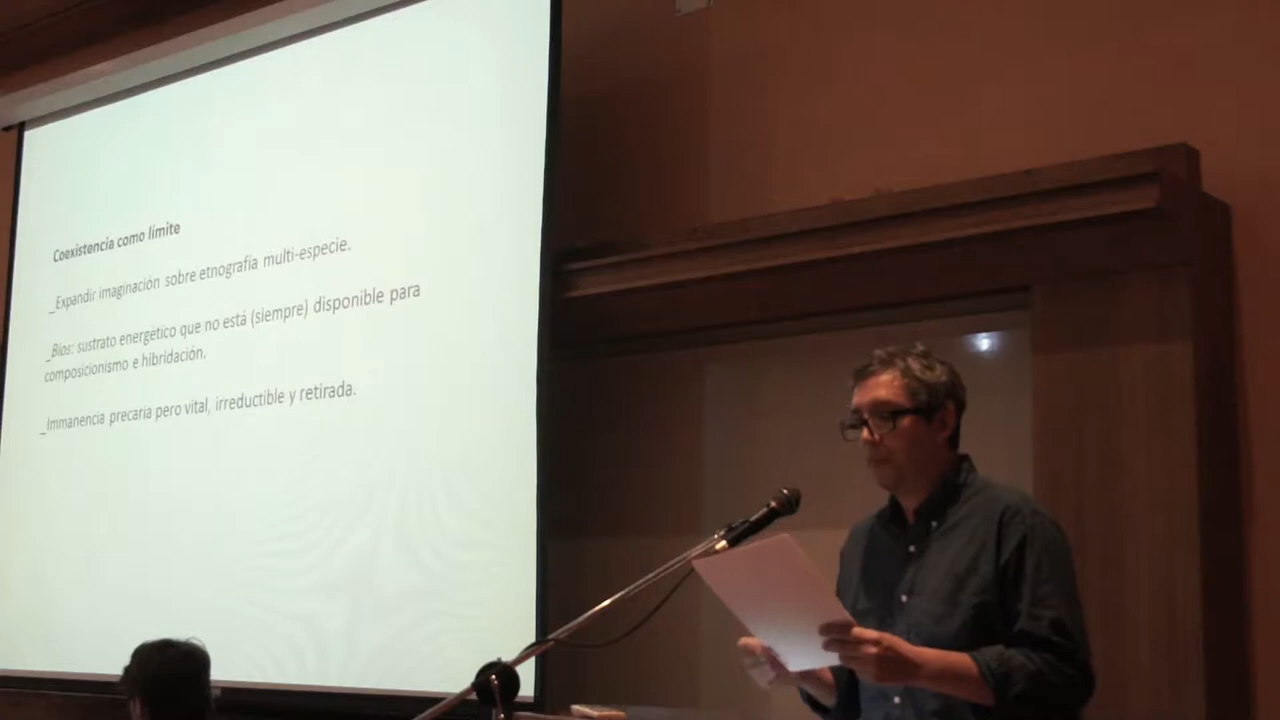 Coexistencia como límite
_Expandir imaginación sobre etnografía multi-especie.
_Bíos: sustrato energético que no está (siempre) disponible para
composicionismo e hibridación.
_Immanencia precaria pero vital, irreductible y retirada.